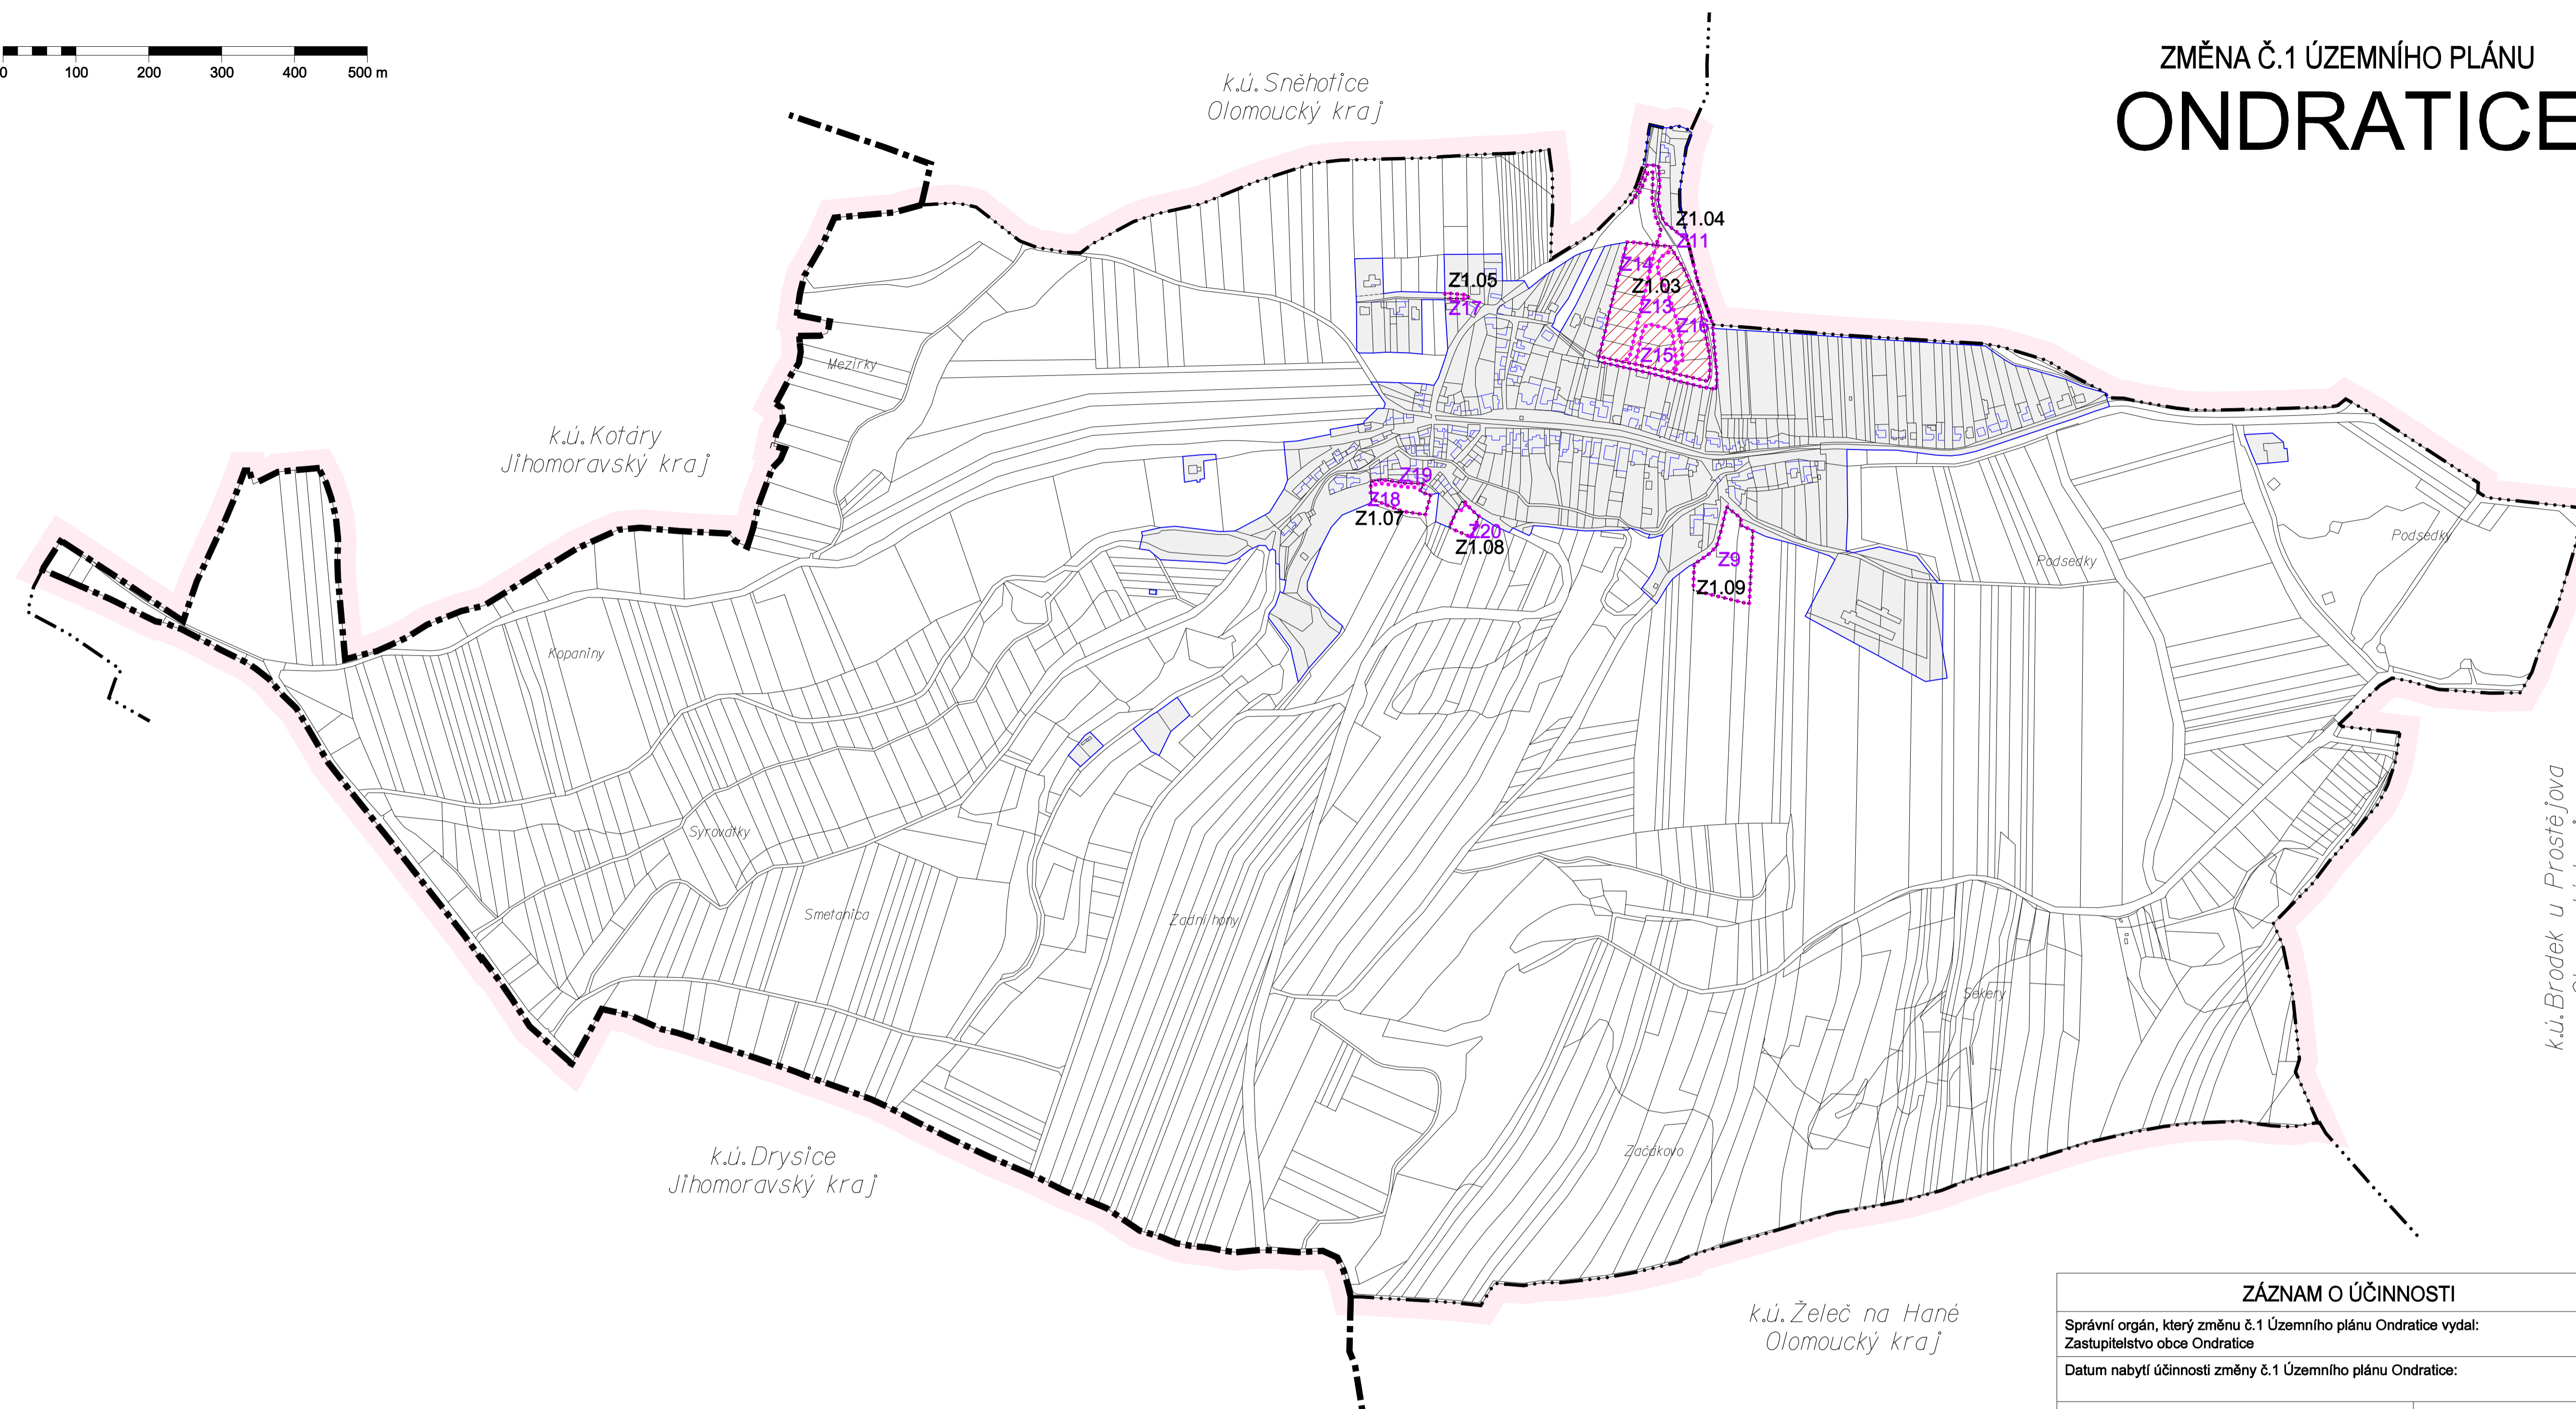 0 100 200 300 400 500 m
ZMĚNA Č.1 ÚZEMNÍHO PLÁNU
ONDRATICE
k.ú. Sněhotice
Olomoucký kraj
Z1.04
Z11
Z14
Z1.03
Z13
Z16
Z15
Z1.05
Z17
Mezírky
k.ú. Kotáry
Jihomoravský kraj
Z19
Z18
Z1.07
Z20
Z1.08
Z9
Z1.09
Podsedky
Podsedky
Kopaniny
Syrovatky
Smetanica
Zadní hony
Sekery
Začákovo
k.ú. Brodek u Prostějova
k.ú. Drysice
Jihomoravský kraj
k.ú. Želeč na Hané
Olomoucký kraj
ZÁZNAM O ÚČINNOSTI
Správní orgán, který změnu č.1 Územního plánu Ondratice vydal:
Zastupitelstvo obce Ondratice
Datum nabytí účinnosti změny č.1 Územního plánu Ondratice: